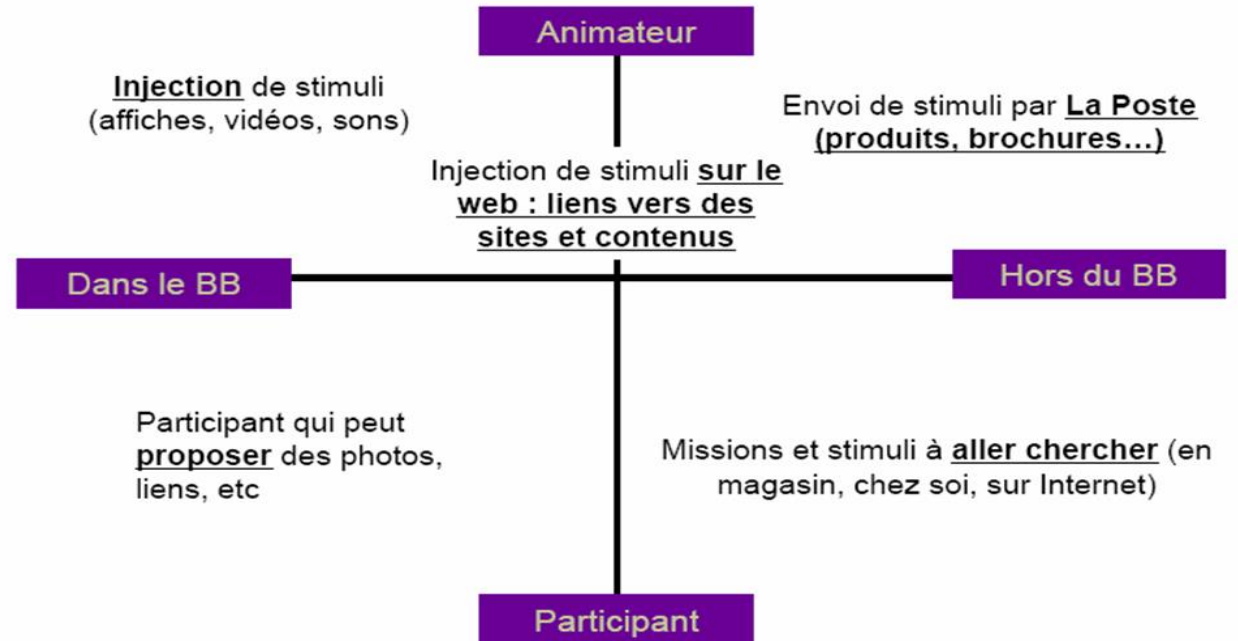 Animateur
Injection de stimuli
(affiches, vidéos, sons)
Envoi de stimuli par La Poste
(produits, brochures...)
Injection de stimuli sur le
web : liens vers des
sites et contenus
Dans le BB
Hors du BB
Participant qui peut
proposer des photos,
liens, etc
Missions et stimuli à aller chercher (en
magasin, chez soi, sur Internet)
Participant